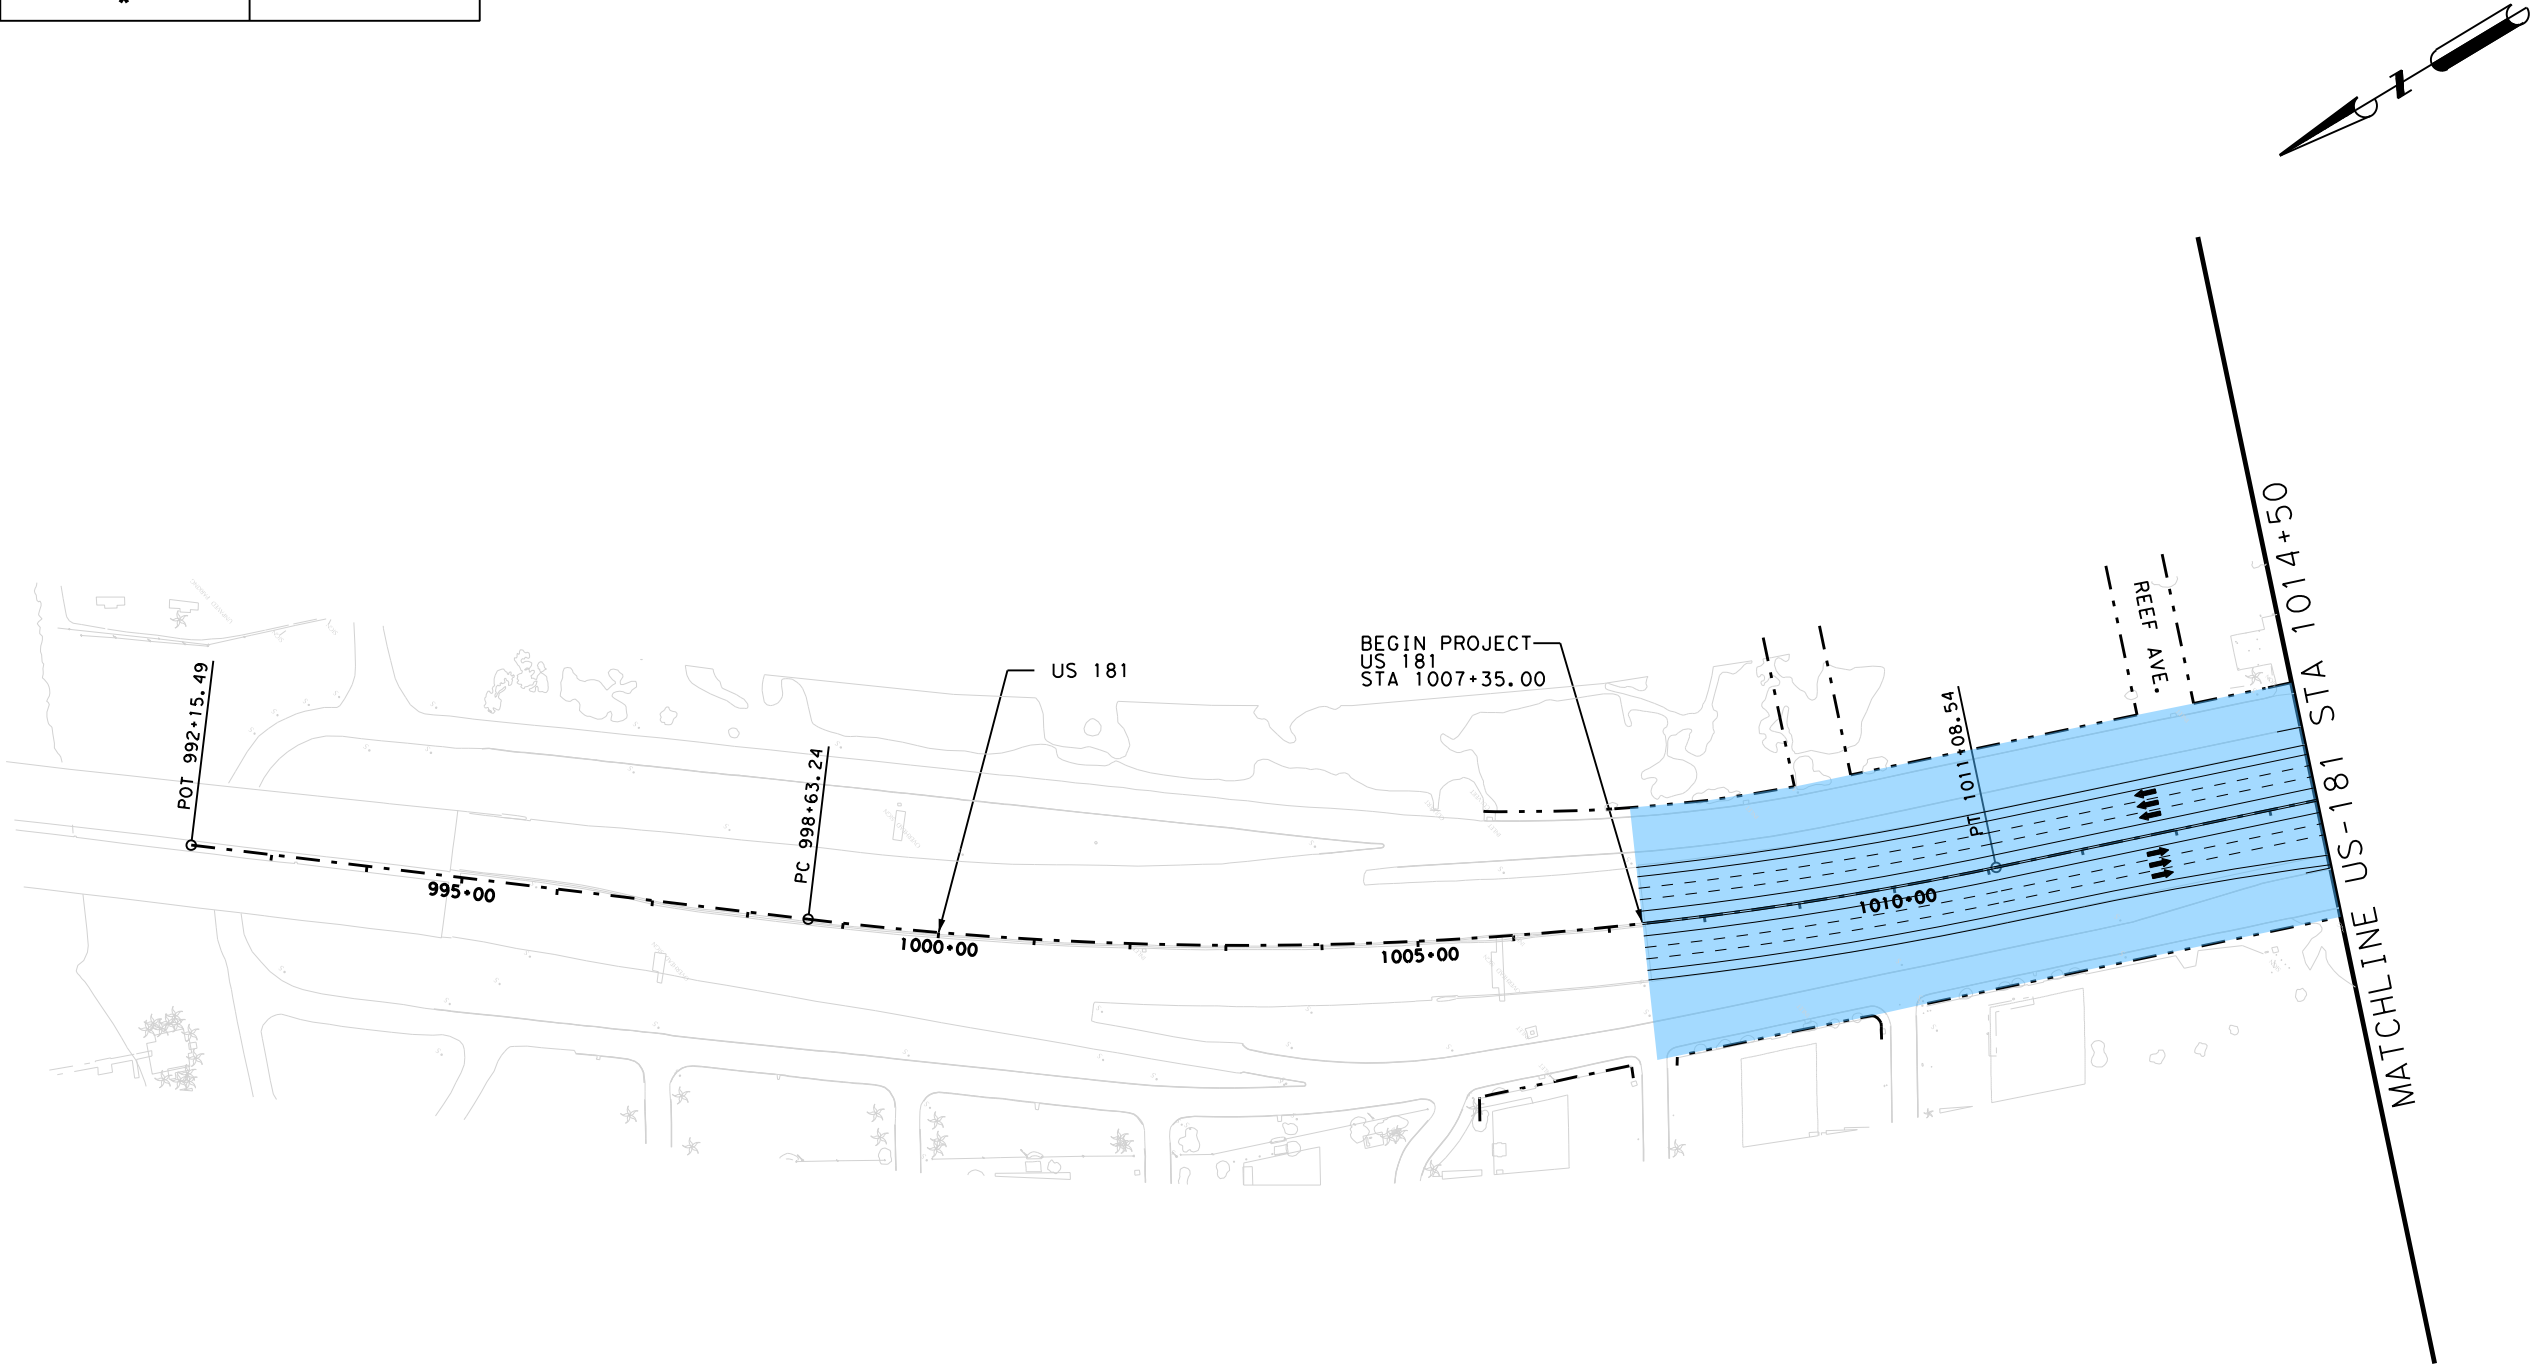 *
N
MATCHLINE US-181 STA 1014+50
REEF AVE.
BEGIN PROJECT
US 181
STA 1007+35.00
US 181
POT 992+15.49
PC 998+63.24
PT 1011+08.54
995+00
1000+00
1005+00
1010+00